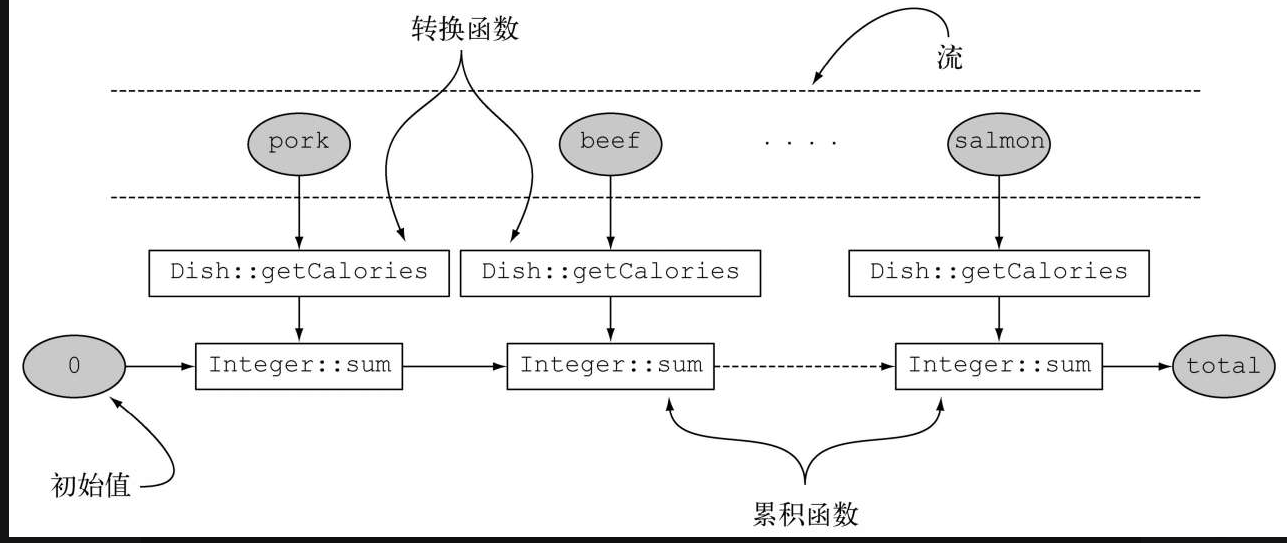 转换函数
流
pork
beef
. . . .
salmon
Dish::getCalories
Dish::getCalories
Dish::getCalories
0
Integer::sum
Integer::sum
Integer::sum
total
初始值
累积函数